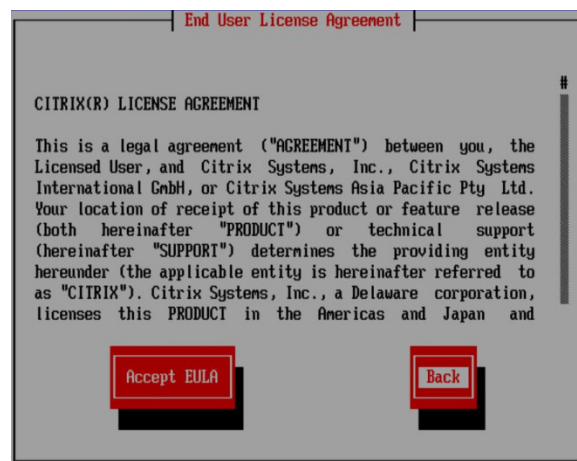 End User License Agreement
#
CITRIX(R) LICENSE AGREEMENT
This is a legal agreement ("AGREEMENT") between you, the
Licensed User, and Citrix Systems, Inc., Citrix Systems
International GmbH, or Citrix Systems Asia Pacific Pty Ltd.
Your location of receipt of this product or feature release
(both hereinafter "PRODUCT") or technical support
(hereinafter "SUPPORT") determines the providing entity
hereunder (the applicable entity is hereinafter referred to
as "CITRIX"). Citrix Systems, Inc., a Delaware corporation,
licenses this PRODUCT in the Americas and Japan and
Accept EULA
Back